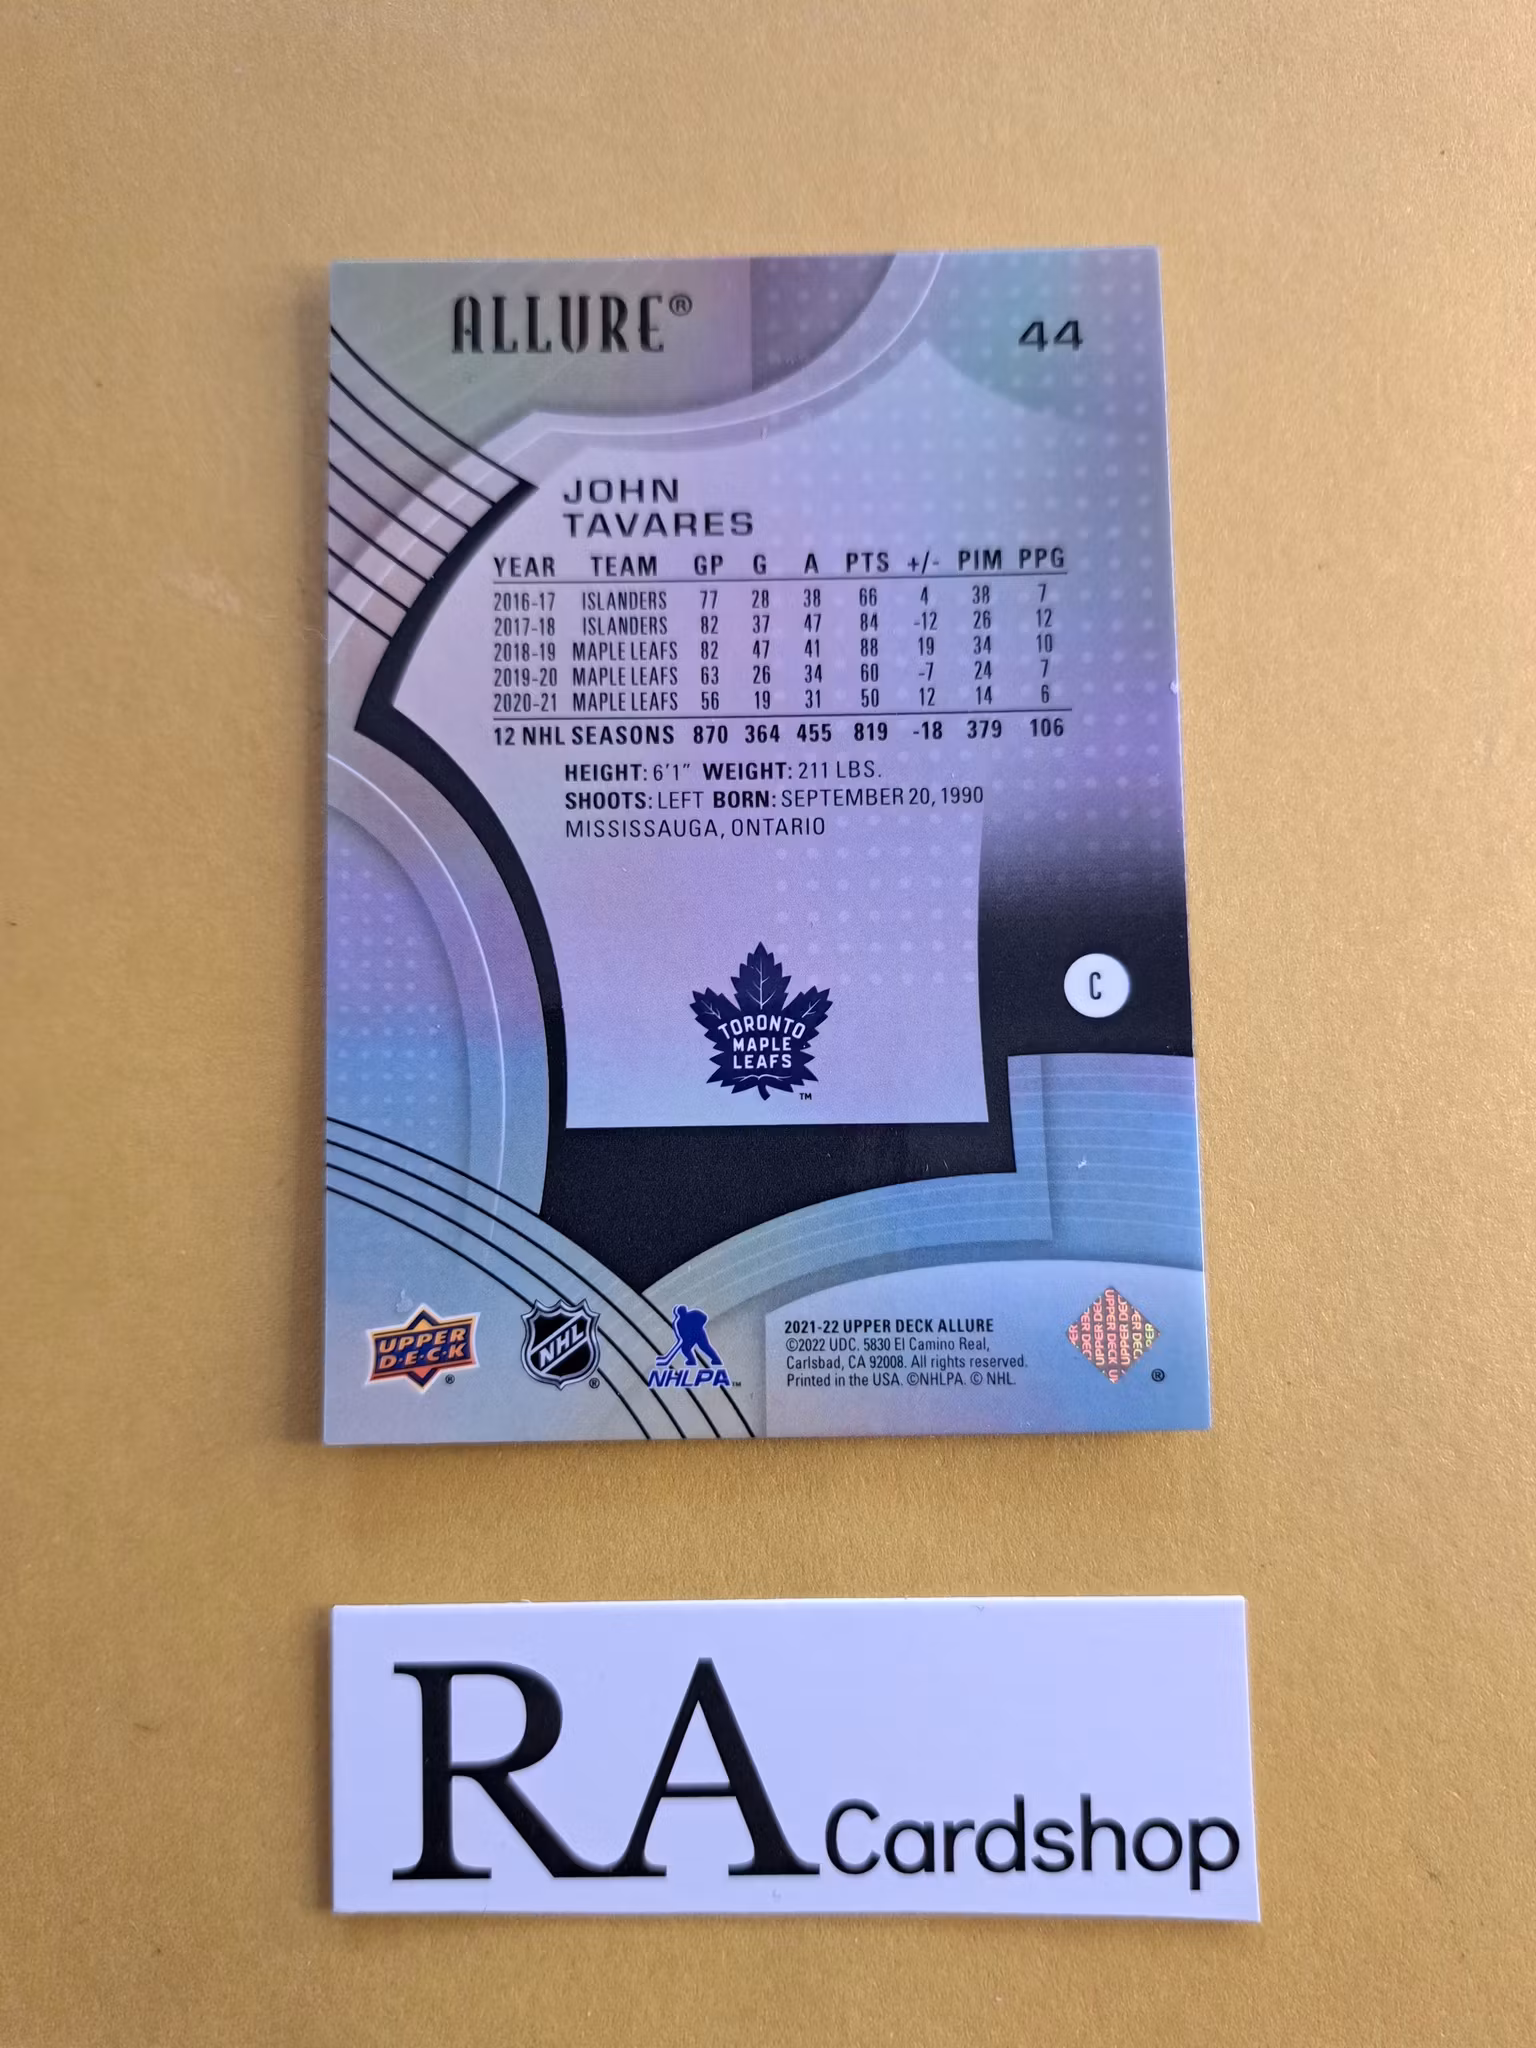 ALLURE®
44
JOHN
TAVARES
YEAR TEAM GP G A PTS +/- PIM PPG
2016-17 ISLANDERS 77 28 38 66 4 38 7
2017-18 ISLANDERS 82 37 47 84 -12 26 12
2018-19 MAPLE LEAFS 82 47 41 88 19 34 10
2019-20 MAPLE LEAFS 63 26 34 60 -7 24 7
2020-21 MAPLE LEAFS 56 19 31 50 12 14 6
12 NHL SEASONS 870 364 455 819 -18 379 106
HEIGHT: 6'1" WEIGHT: 211 LBS.
SHOOTS: LEFT BORN: SEPTEMBER 20, 1990
MISSISSAUGA, ONTARIO
C
TORONTO
MAPLE
LEAFS
™
UPPER
D·E·C·K
®
NHL
®
NHLPA™
2021-22 UPPER DECK ALLURE
©2022 UDC. 5830 El Camino Real,
Carlsbad, CA 92008. All rights reserved.
Printed in the USA. ©NHLPA. © NHL.
UPPER DECK
®
RA Cardshop